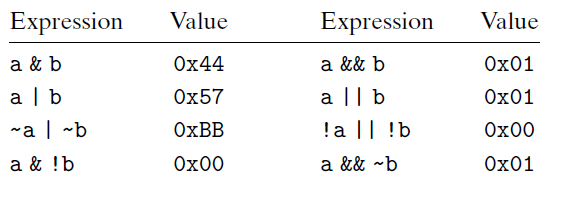 Expression Value Expression Value
a & b 0x44 a && b 0x01
a | b 0x57 a || b 0x01
~a | ~b 0xBB !a || !b 0x00
a & !b 0x00 a && ~b 0x01